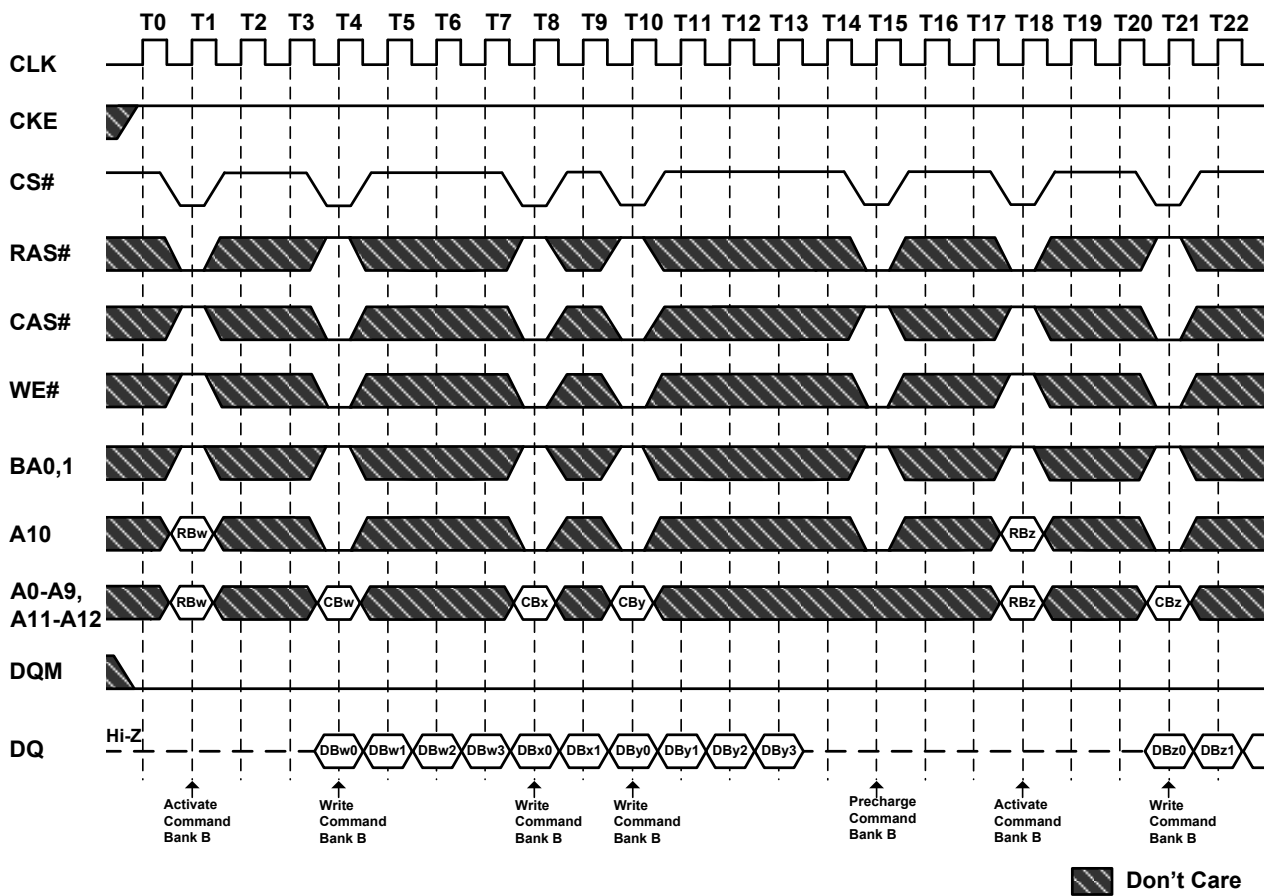 T0 T1 T2 T3 T4 T5 T6 T7 T8 T9 T10 T11 T12 T13 T14 T15 T16 T17 T18 T19 T20 T21 T22
CLK
CKE
CS#
RAS#
CAS#
WE#
BA0,1
A10
RBw
RBz
A0-A9,
A11-A12
RBw CBw CBx CBy RBz CBz
DQM
DQ
Hi-Z
DBw0 DBw1 DBw2 DBw3 DBx0 DBx1 DBy0 DBy1 DBy2 DBy3 DBz0 DBz1
Activate
Command
Bank B
Write
Command
Bank B
Write
Command
Bank B
Write
Command
Bank B
Precharge
Command
Bank B
Activate
Command
Bank B
Write
Command
Bank B
Don't Care